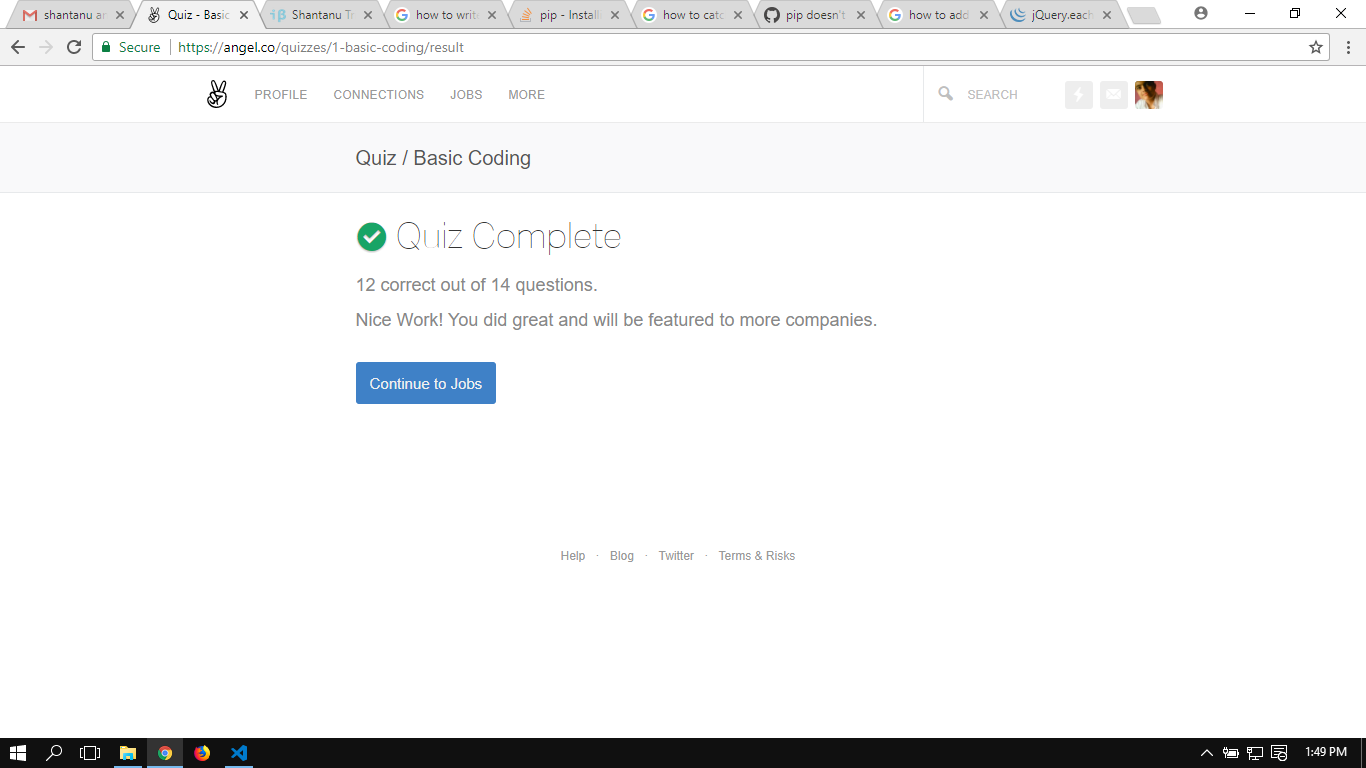 shantanu ar
Quiz - Basic
Shantanu Tr
how to write
pip - Install
how to catc
pip doesn't
how to add
jQuery.each
Secure https://angel.co/quizzes/1-basic-coding/result
PROFILE CONNECTIONS JOBS MORE SEARCH
Quiz / Basic Coding
Quiz Complete
12 correct out of 14 questions.
Nice Work! You did great and will be featured to more companies.
Continue to Jobs
Help · Blog · Twitter · Terms & Risks
1:49 PM